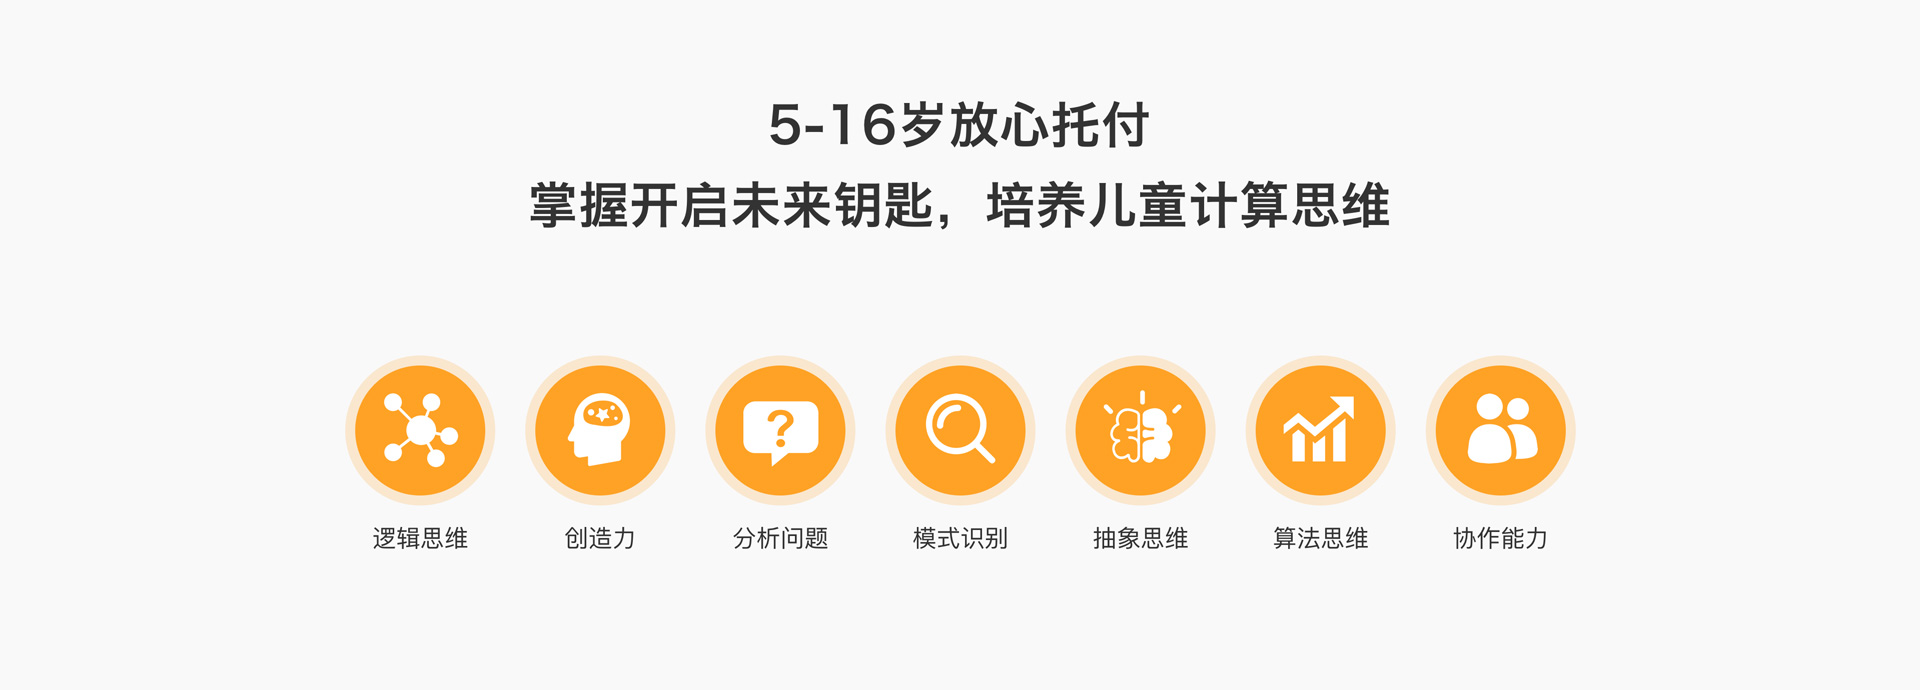 5-16岁放心托付
掌握开启未来钥匙，培养儿童计算思维
?
逻辑思维
创造力
分析问题
模式识别
抽象思维
算法思维
协作能力